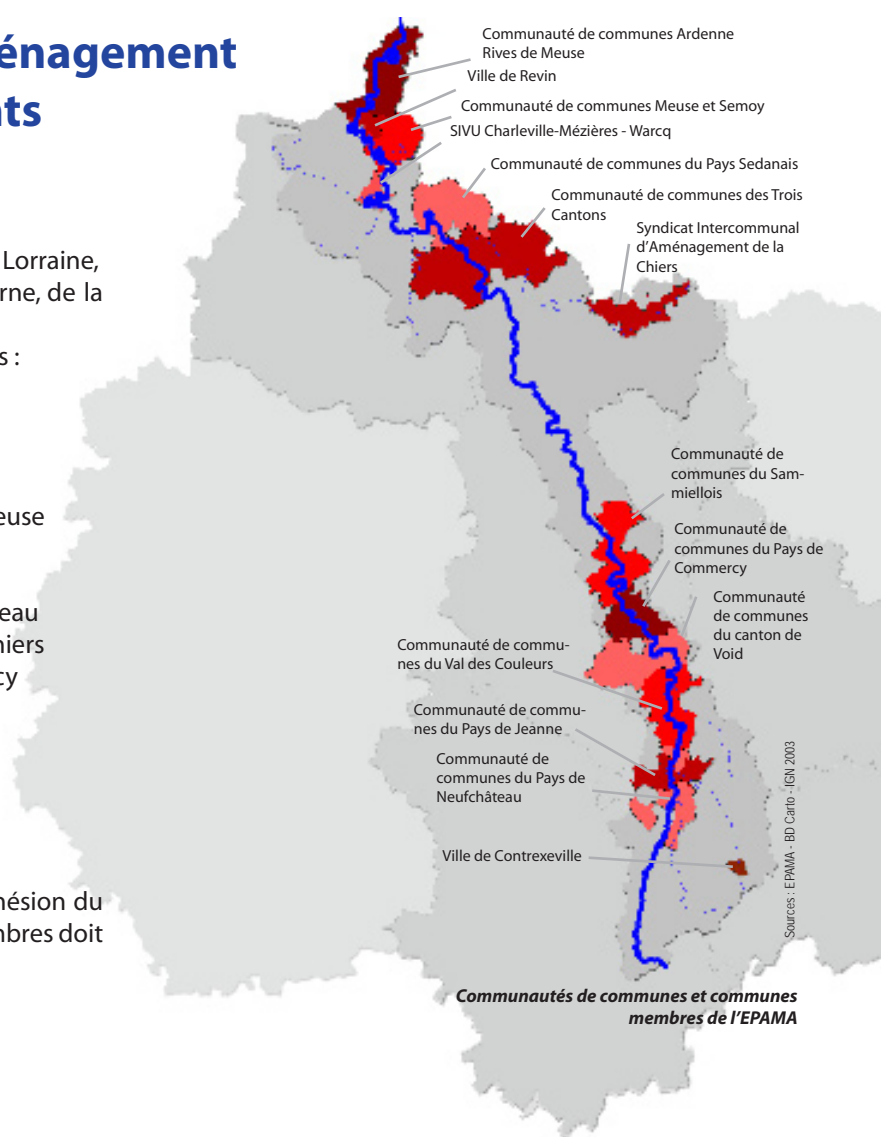 énagement
ts
Lorraine,
rne, de la
s :
euse
eau
hiers
cy
hésion du
mbres doit
Communauté de communes Ardenne
Rives de Meuse
Ville de Revin
Communauté de communes Meuse et Semoy
SIVU Charleville-Mézières - Warcq
Communauté de communes du Pays Sedanais
Communauté de communes des Trois
Cantons
Syndicat Intercommunal
d'Aménagement de la
Chiers
Communauté de
communes du Sam-
miellois
Communauté de
communes du Pays de
Commercy
Communauté
de communes
du canton de
Void
Communauté de commu-
nes du Val des Couleurs
Communauté de commu-
nes du Pays de Jeanne
Communauté de
communes du Pays de
Neufchâteau
Ville de Contrexeville
Sources : EPAMA - BD Carto - IGN 2003
Communautés de communes et communes
membres de l'EPAMA